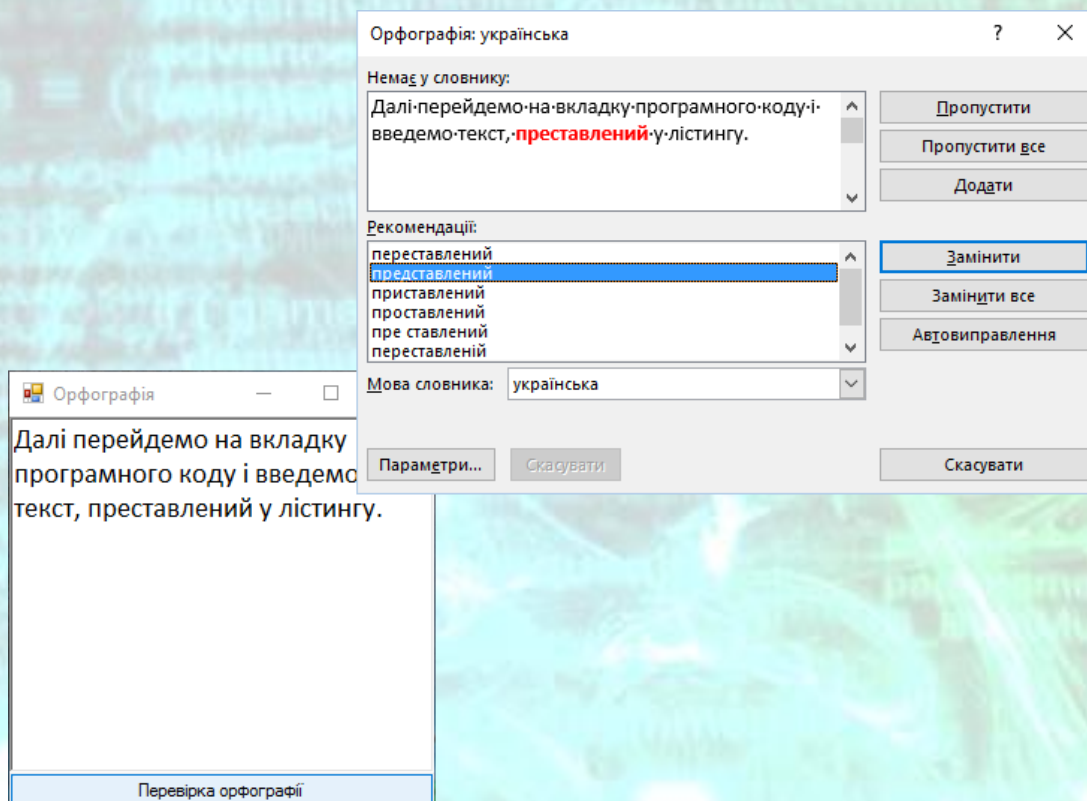 Орфографія: українська
Немає у словнику:
Далі·перейдемо·на·вкладку·програмного·коду·і·
введемо·текст,·преставлений·у·лістингу.
Пропустити
Пропустити все
Додати
Рекомендації:
переставлений
представлений
приставлений
проставлений
пре ставлений
переставленій
Замінити
Замінити все
Автовиправлення
Мова словника:
українська
Параметри...
Скасувати
Скасувати
Орфографія
Далі перейдемо на вкладку
програмного коду і введемо
текст, преставлений у лістингу.
Перевірка орфографії